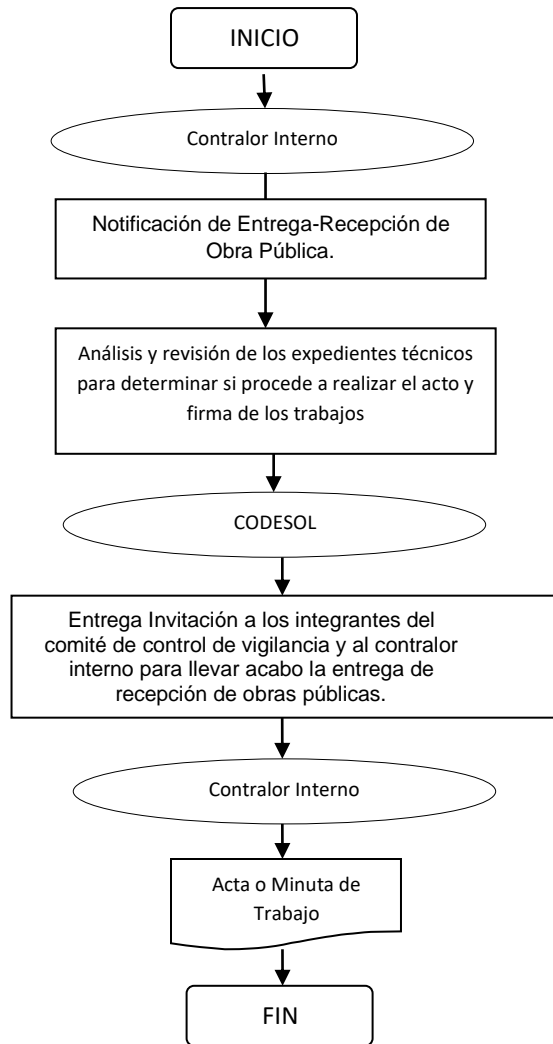 INICIO
Contralor Interno
Notificación de Entrega-Recepción de
Obra Pública.
Análisis y revisión de los expedientes técnicos
para determinar si procede a realizar el acto y
firma de los trabajos
CODESOL
Entrega Invitación a los integrantes del
comité de control de vigilancia y al contralor
interno para llevar acabo la entrega de
recepción de obras públicas.
Contralor Interno
Acta o Minuta de
Trabajo
FIN